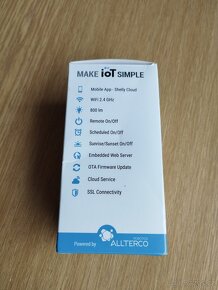 MAKE IoT SIMPLE
Mobile App - Shelly Cloud
WiFi 2.4 GHz
800 lm
Remote On/Off
Scheduled On/Off
Sunrise/Sunset On/Off
Embedded Web Server
OTA Firmware Update
Cloud Service
SSL Connectivity
Powered by ALLTERCO